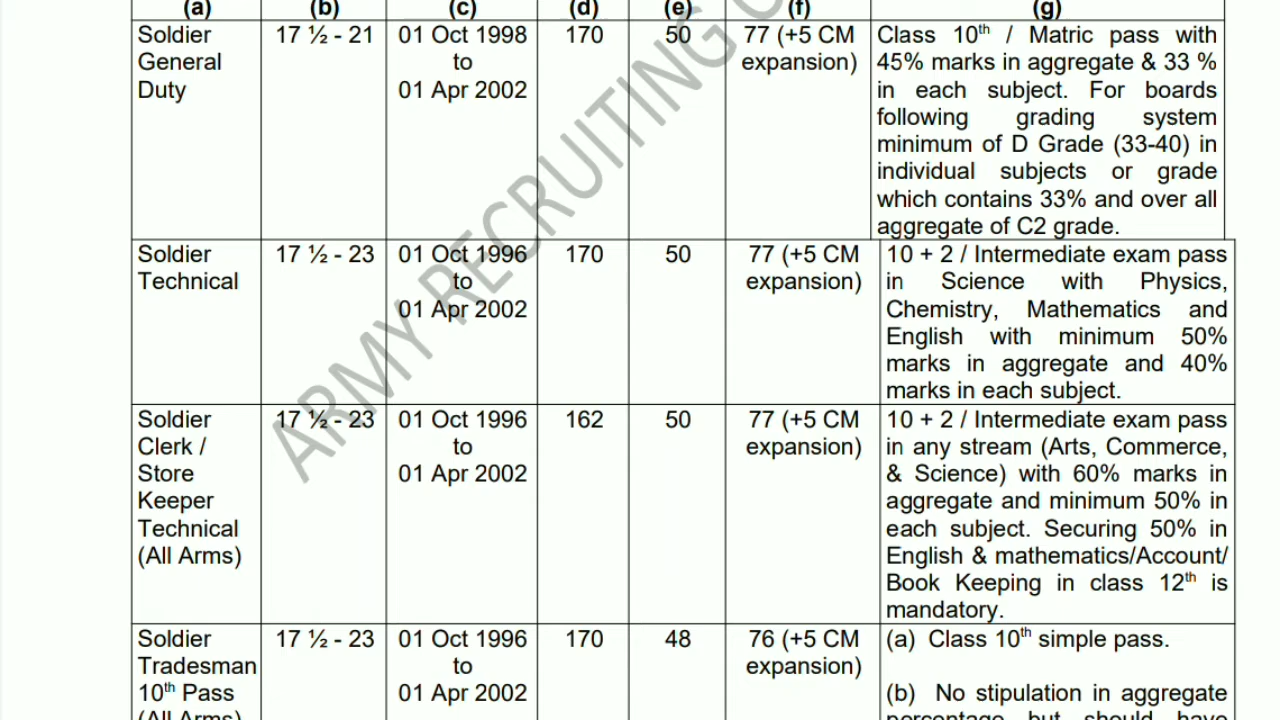 (a) (b) (c) (d) (e) (f) (g)
Soldier 17 ½ - 21 01 Oct 1998 170 50 77 (+5 CM Class 10th / Matric pass with
General to expansion) 45% marks in aggregate & 33 %
Duty 01 Apr 2002 in each subject. For boards
following grading system
minimum of D Grade (33-40) in
individual subjects or grade
which contains 33% and over all
aggregate of C2 grade.
Soldier 17 ½ - 23 01 Oct 1996 170 50 77 (+5 CM 10 + 2 / Intermediate exam pass
Technical to expansion) in Science with Physics,
01 Apr 2002 Chemistry, Mathematics and
English with minimum 50%
marks in aggregate and 40%
marks in each subject.
Soldier 17 ½ - 23 01 Oct 1996 162 50 77 (+5 CM 10 + 2 / Intermediate exam pass
Clerk / to expansion) in any stream (Arts, Commerce,
Store 01 Apr 2002 & Science) with 60% marks in
Keeper aggregate and minimum 50% in
Technical each subject. Securing 50% in
(All Arms) English & mathematics/Account/
Book Keeping in class 12th is
mandatory.
Soldier 17 ½ - 23 01 Oct 1996 170 48 76 (+5 CM (a) Class 10th simple pass.
Tradesman to expansion)
10th Pass 01 Apr 2002 (b) No stipulation in aggregate
(All Arms) percentage but should have
ARMY RECRUITING